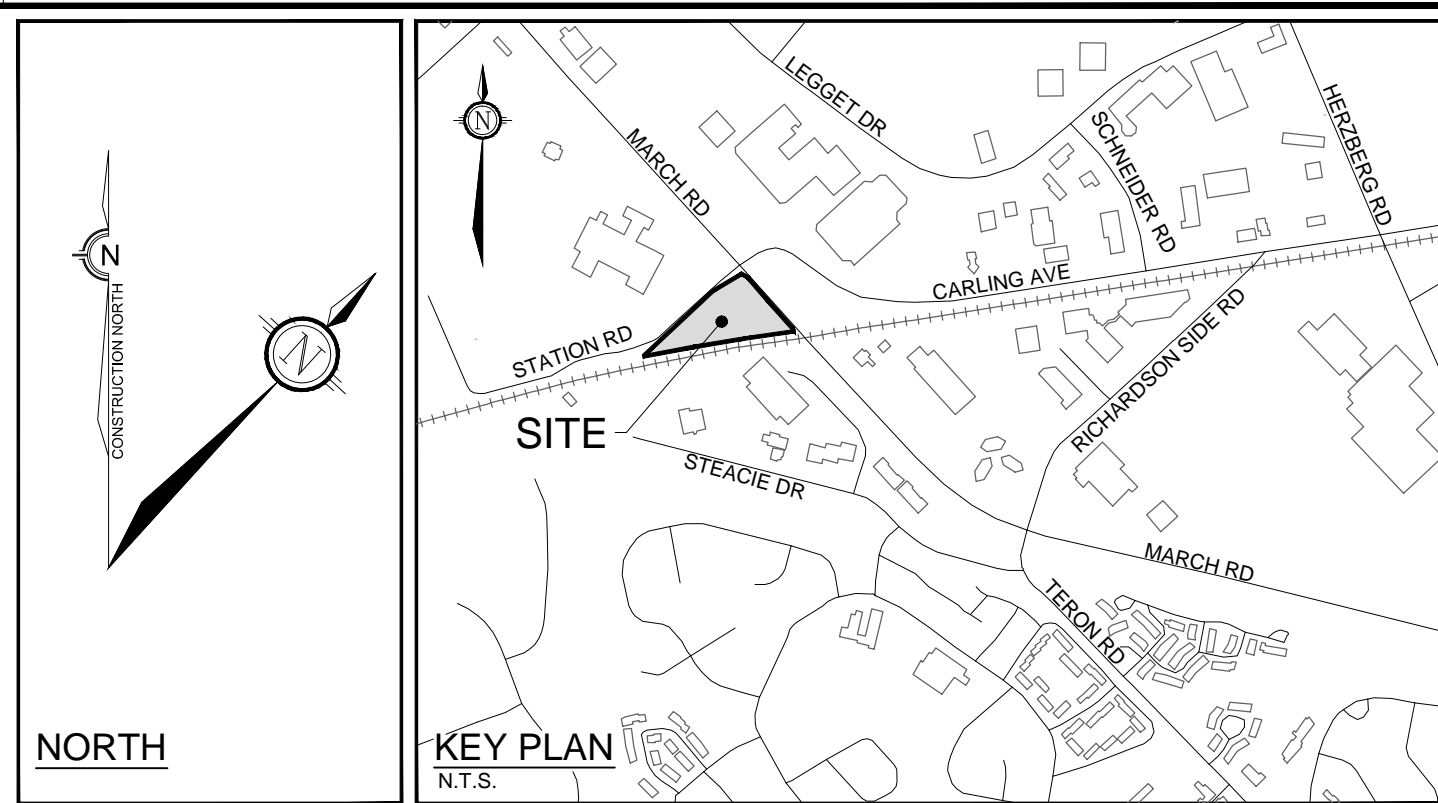 N
CONSTRUCTION NORTH
N
NORTH
N
LEGGET DR
MARCH RD
SCHNEIDER RD
HERZBERG RD
CARLING AVE
STATION RD
RICHARDSON SIDE RD
SITE
STEACIE DR
MARCH RD
TERON RD
KEY PLAN
N.T.S.